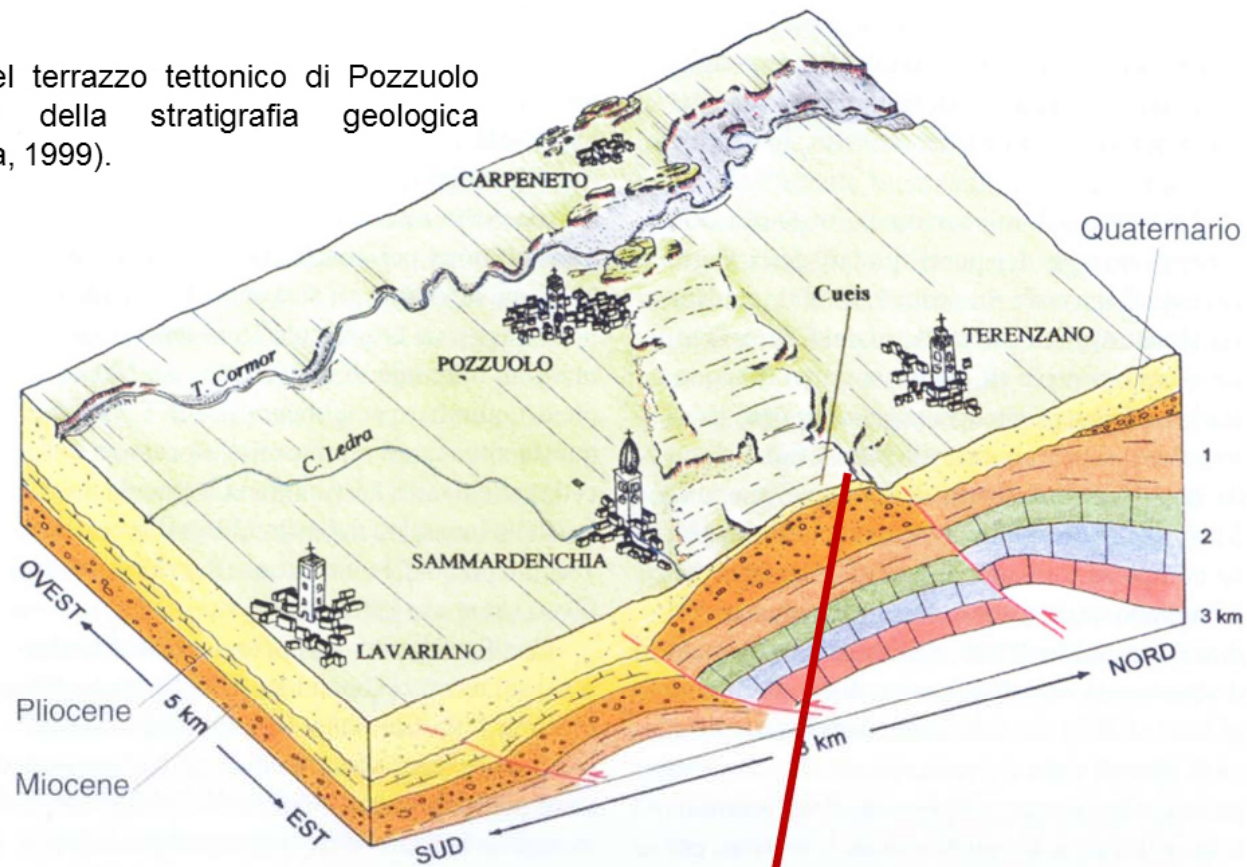 el terrazzo tettonico di Pozzuolo
della stratigrafia geologica
, 1999).
CARPENETO
Quaternario
Cueis
TERENZANO
POZZUOLO
T. Cormor
1
C. Ledra
2
SAMMARDENCHIA
3 km
OVEST
LAVARIANO
NORD
Pliocene
5 km
km
Miocene
EST
SUD